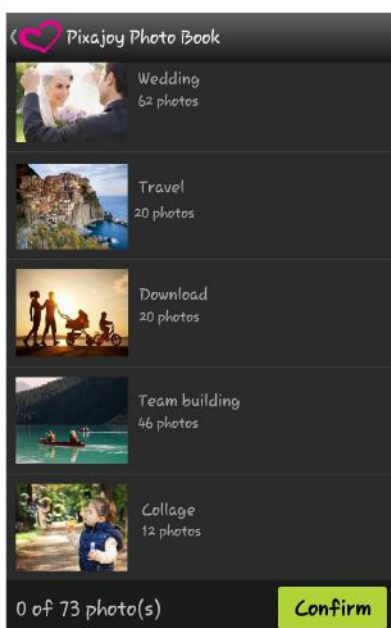 Pixajoy Photo Book
Wedding
62 photos
Travel
20 photos
Download
20 photos
Team building
46 photos
Collage
12 photos
0 of 73 photo(s)
Confirm